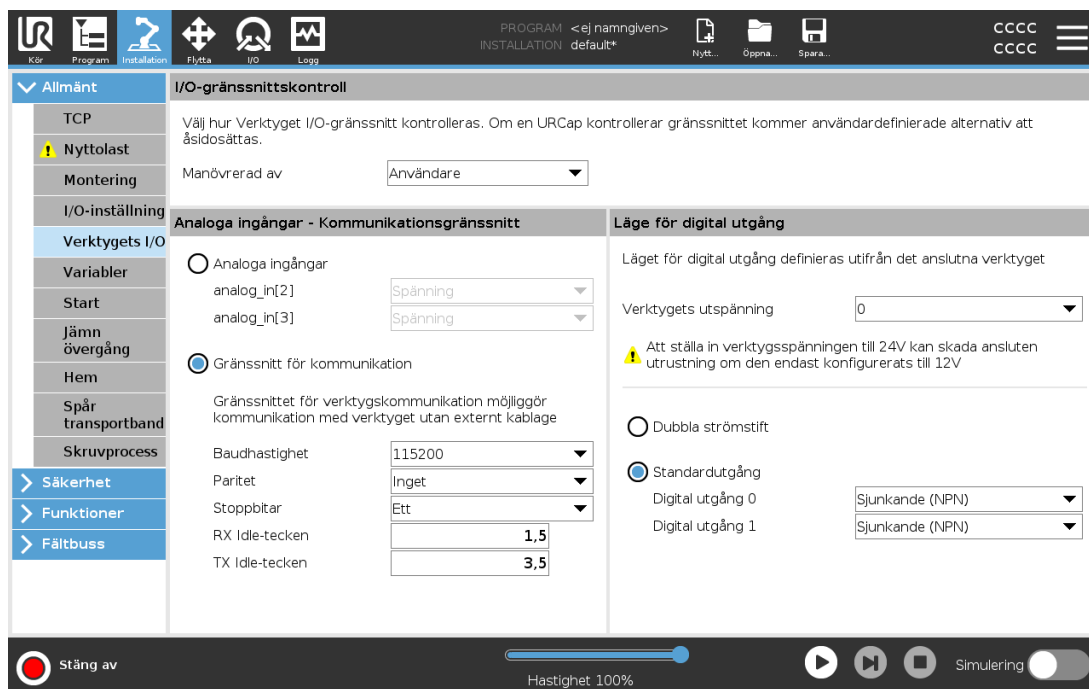 UR
PROGRAM <ej namngiven>
INSTALLATION default*
CCCC
CCCC
Kör Program Installation Flytta I/O Logg Nytt... Öppna... Spara...
Allmänt
TCP
Nyttolast
Montering
I/O-inställning
Verktygets I/O
Variabler
Start
Jämn
övergång
Hem
Spår
transportband
Skruvprocess
Säkerhet
Funktioner
Fältbuss
I/O-gränssnittskontroll
Välj hur Verktyget I/O-gränssnitt kontrolleras. Om en URCap kontrollerar gränssnittet kommer användardefinierade alternativ att
åsidosättas.
Manövrerad av Användare
Analoga ingångar - Kommunikationsgränssnitt
Analoga ingångar
analog_in[2] Spänning
analog_in[3] Spänning
Gränssnitt för kommunikation
Gränssnittet för verktygskommunikation möjliggör
kommunikation med verktyget utan externt kablage
Baudhastighet 115200
Paritet Inget
Stoppbitar Ett
RX Idle-tecken 1,5
TX Idle-tecken 3,5
Läge för digital utgång
Läget för digital utgång definieras utifrån det anslutna verktyget
Verktygets utspänning 0
Att ställa in verktygsspänningen till 24V kan skada ansluten
utrustning om den endast konfigurerats till 12V
Dubbla strömstift
Standardutgång
Digital utgång 0 Sjunkande (NPN)
Digital utgång 1 Sjunkande (NPN)
Stäng av
Hastighet 100%
Simulering